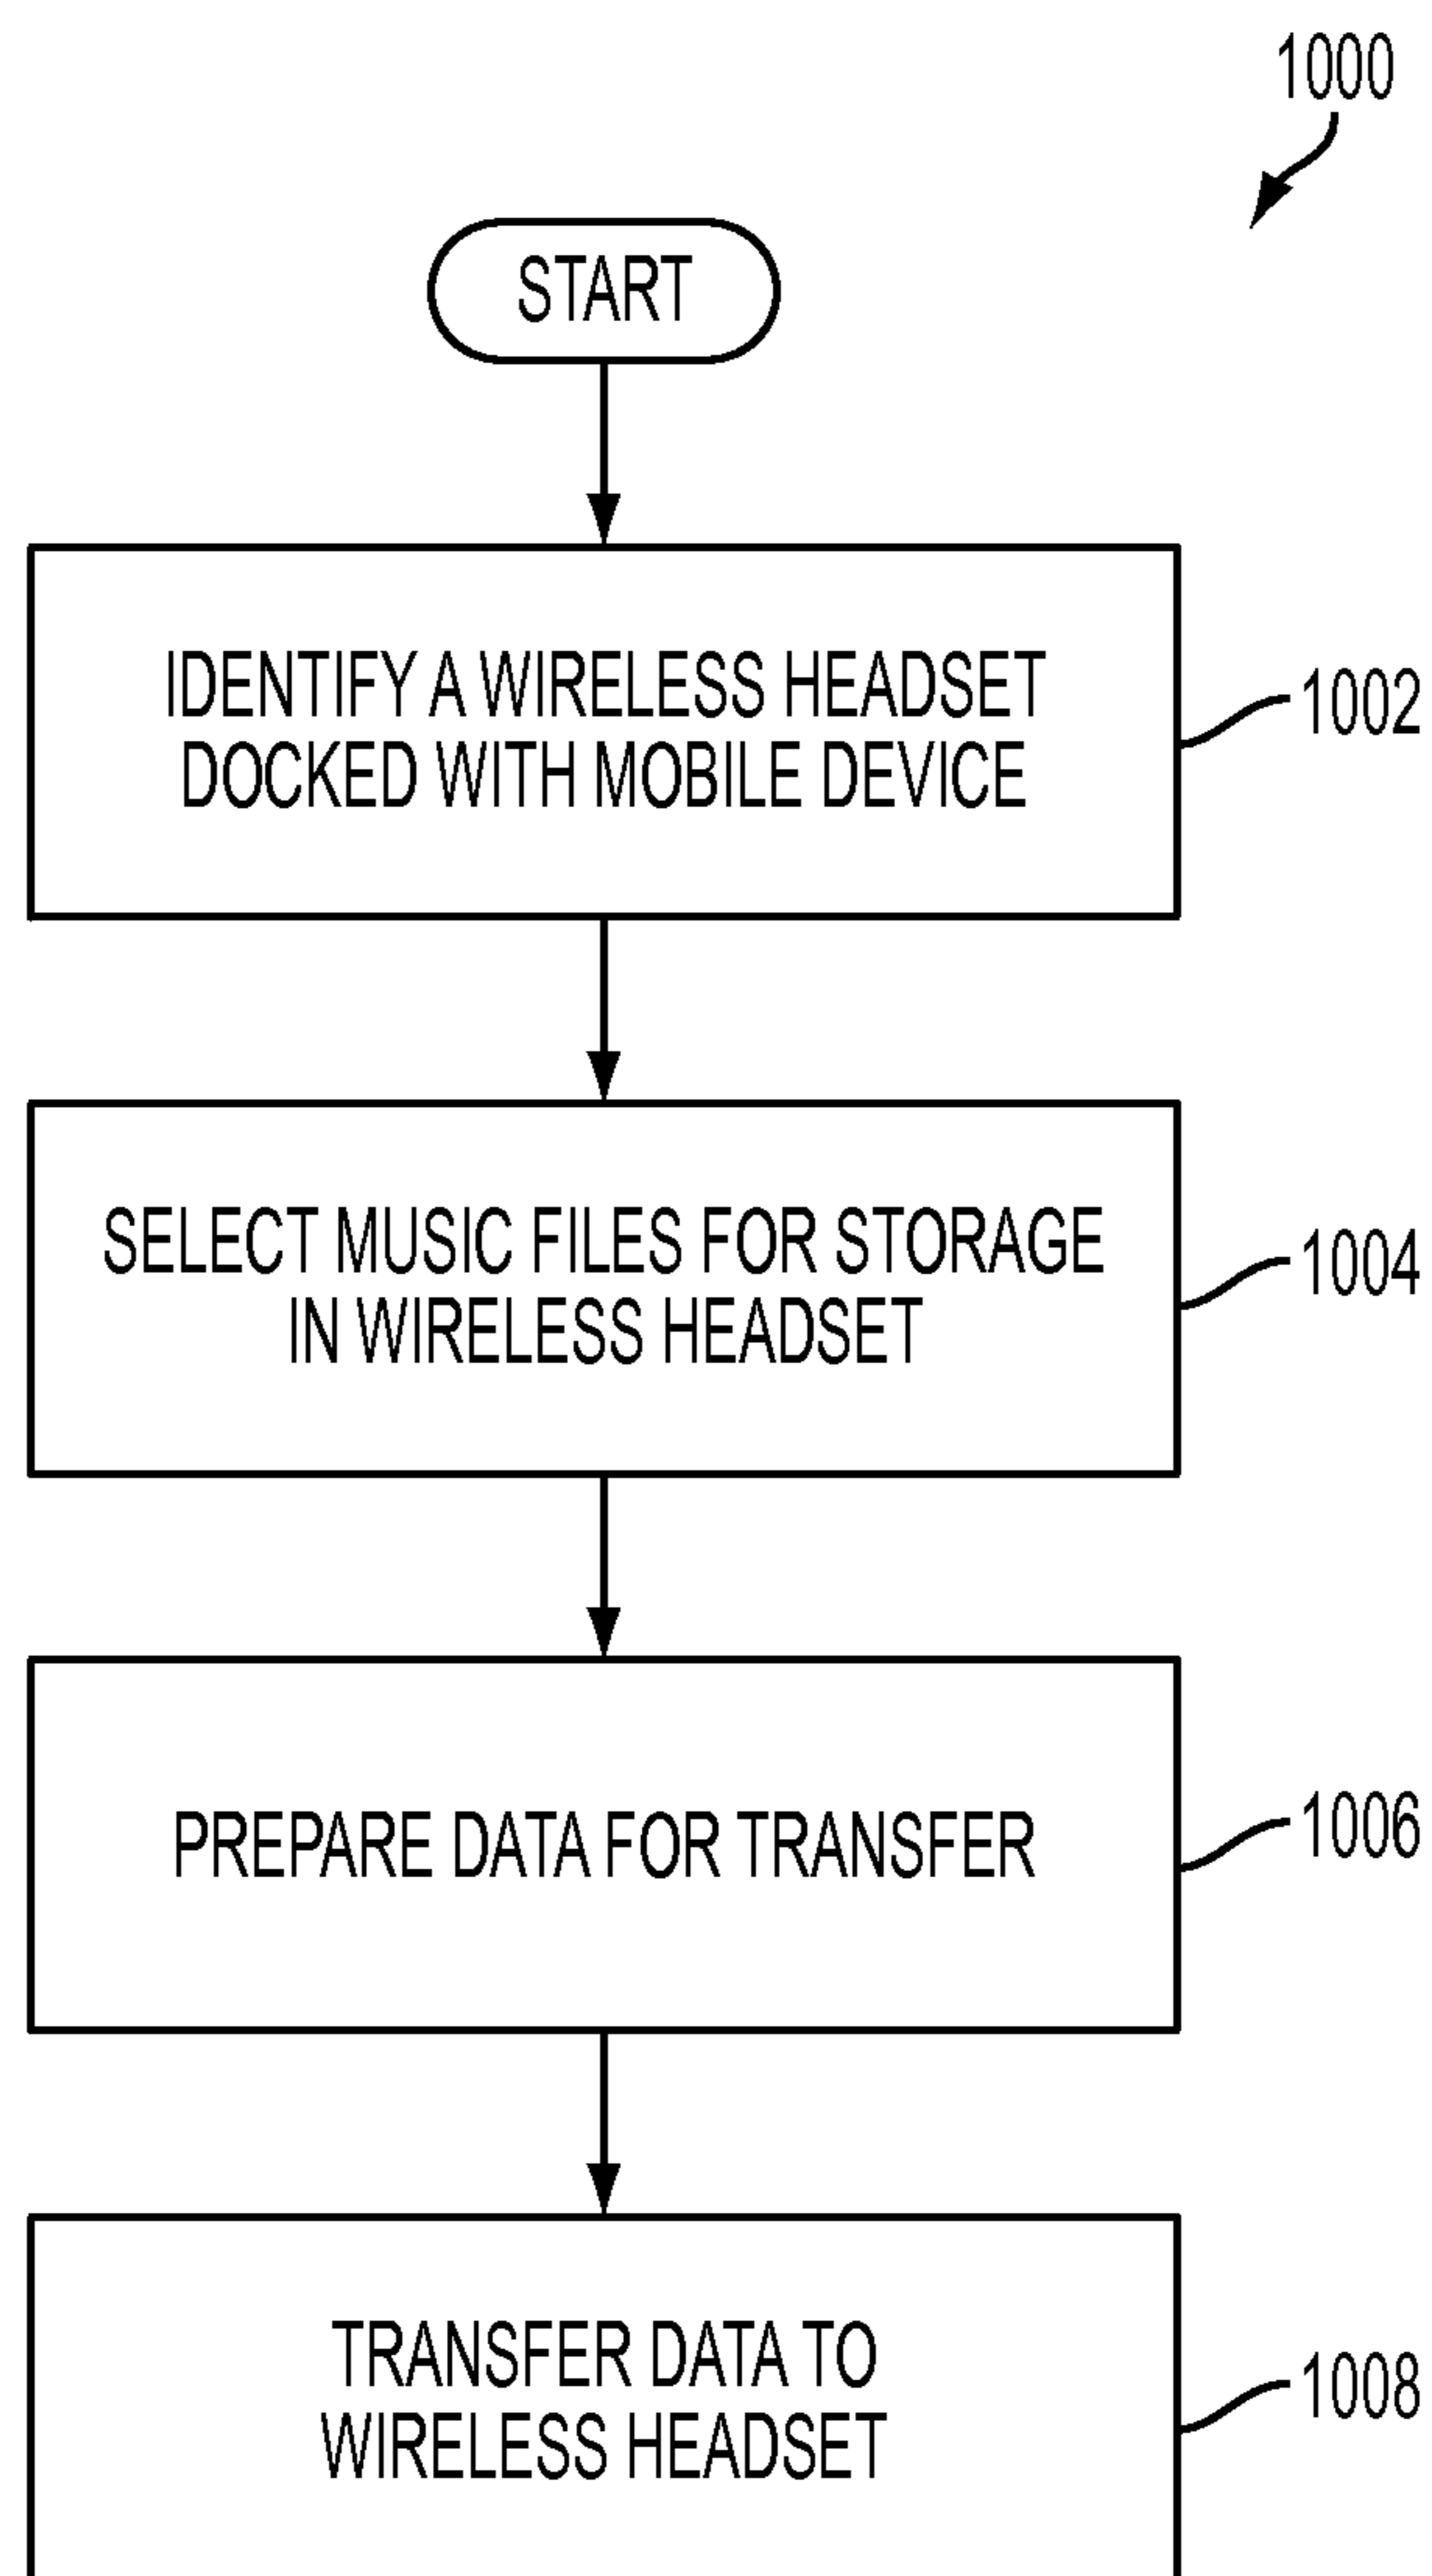 1000
START
IDENTIFY A WIRELESS HEADSET
DOCKED WITH MOBILE DEVICE
1002
SELECT MUSIC FILES FOR STORAGE
IN WIRELESS HEADSET
1004
PREPARE DATA FOR TRANSFER
1006
TRANSFER DATA TO
WIRELESS HEADSET
1008